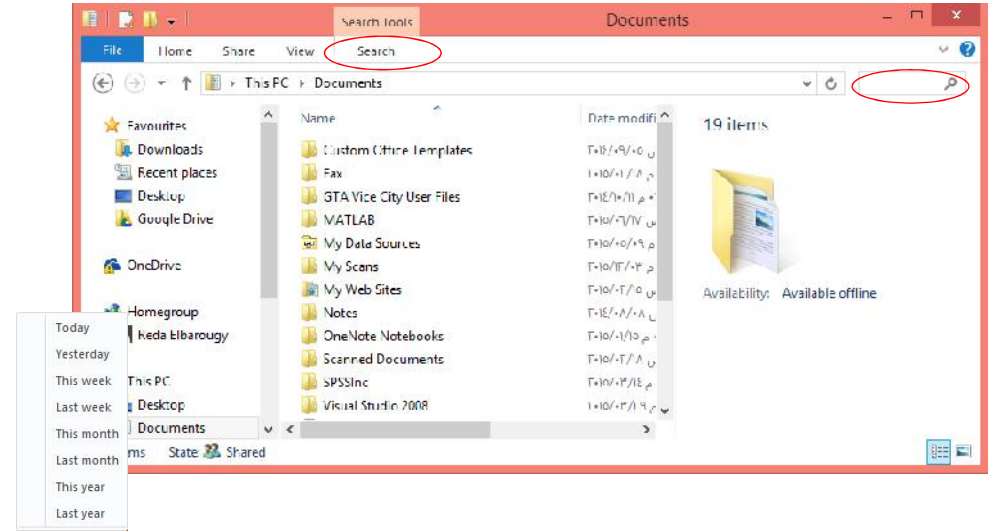 Search Tools
Documents
File Home Share View Search
This PC Documents
Favourites
Downloads
Recent places
Desktop
Google Drive
OneDrive
Homegroup
Reda Elbarougy
This PC
Desktop
Documents
Name Date modifi
Custom Office Templates
Fax
GTA Vice City User Files
MATLAB
My Data Sources
My Scans
My Web Sites
Notes
OneNote Notebooks
Scanned Documents
SPSSInc
Visual Studio 2008
19 items
Availability: Available offline
ms State: Shared
Today
Yesterday
This week
Last week
This month
Last month
This year
Last year